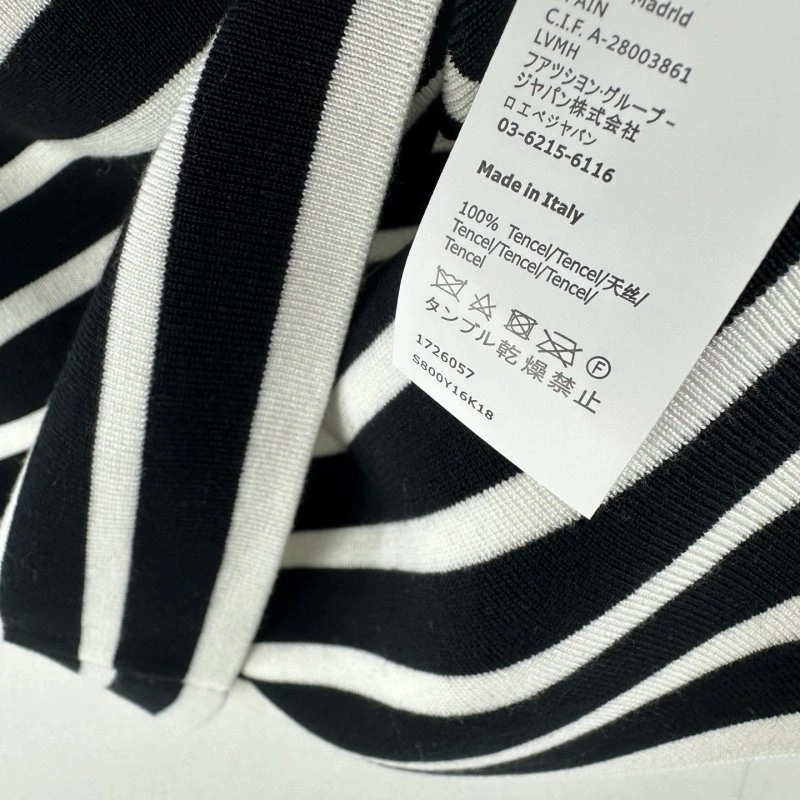 Madrid
PAIN
C.I.F. A-28003861
LVMH
ファッション・グループ-
ジャパン株式会社
ロエベジャパン
03-6215-6116
Made in Italy
100% Tencel/Tencel/天丝/
Tencel/Tencel/Tencel/
Tencel
F
タンブル乾燥禁止
1726057
S800Y16K18